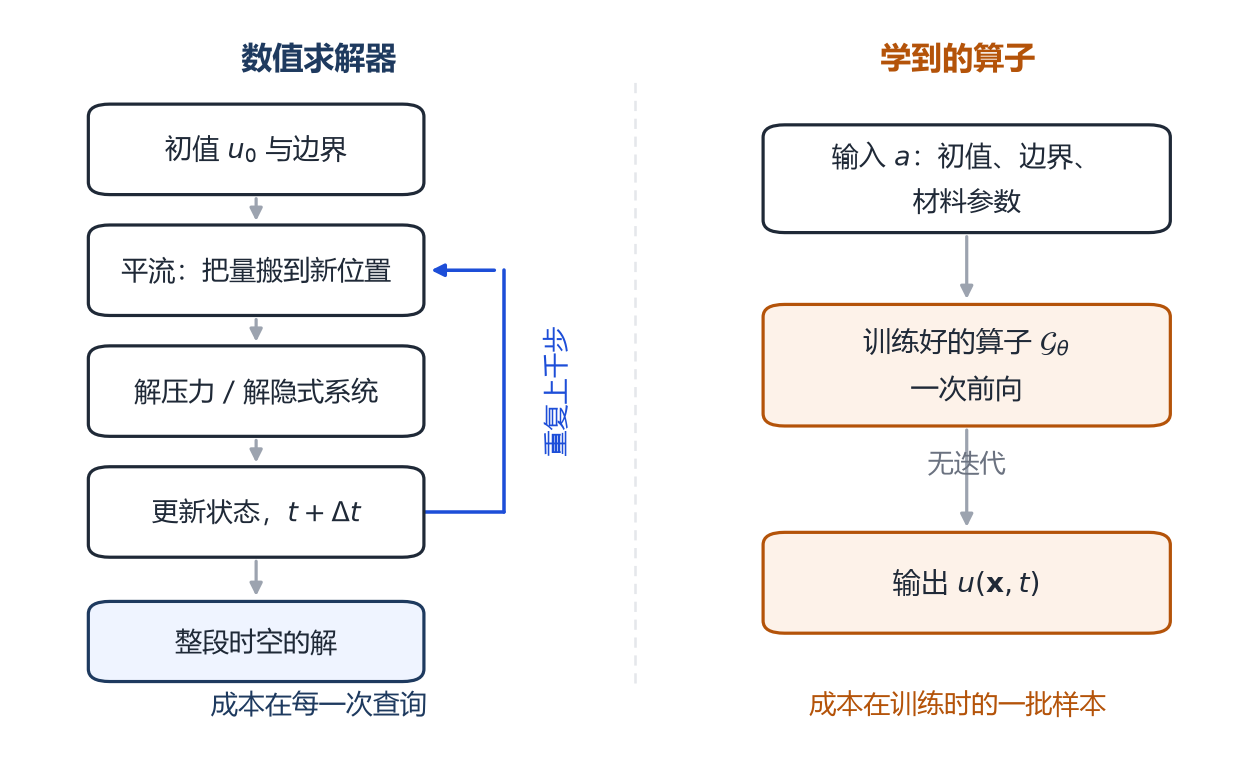 数值求解器
初值 u₀ 与边界
平流：把量搬到新位置
解压力 / 解隐式系统
更新状态，t + Δt
重复上千步
整段时空的解
成本在每一次查询
学到的算子
输入 a：初值、边界、
材料参数
训练好的算子 𝒢θ
一次前向
无迭代
输出 u(x, t)
成本在训练时的一批样本